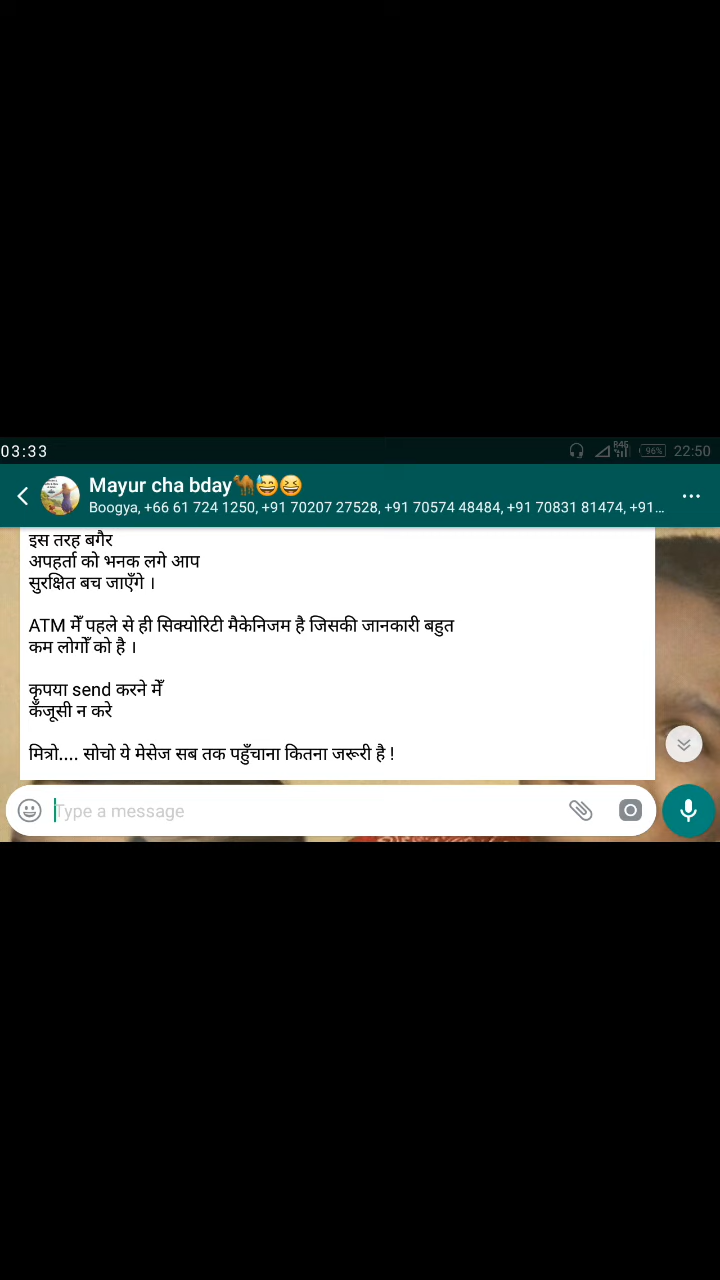 03:33
R4G
96%
22:50
Mayur cha bday🐪😅😆
Boogya, +66 61 724 1250, +91 70207 27528, +91 70574 48484, +91 70831 81474, +91...
इस तरह बगैर
अपहर्ता को भनक लगे आप
सुरक्षित बच जाएँगे ।
ATM मेँ पहले से ही सिक्योरिटी मैकेनिजम है जिसकी जानकारी बहुत
कम लोगोँ को है ।
कृपया send करने मेँ
कँजूसी न करे
मित्रो.... सोचो ये मेसेज सब तक पहुँचाना कितना जरूरी है !
Type a message